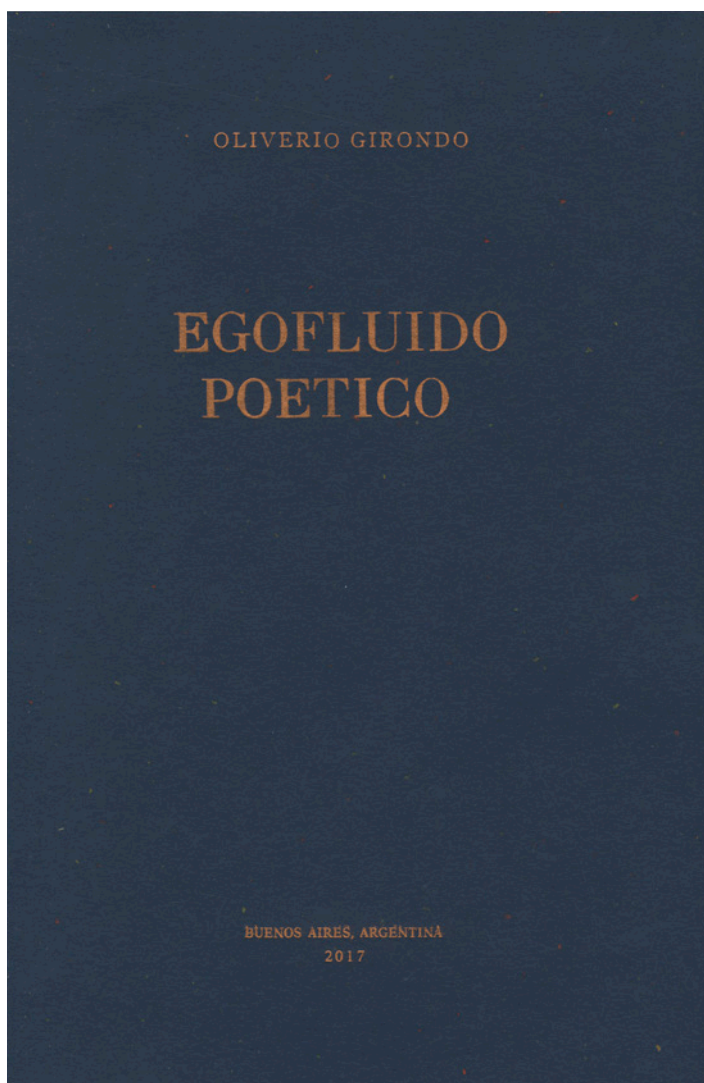 OLIVERIO GIRONDO
EGOFLUIDO
POETICO
BUENOS AIRES, ARGENTINA
2017